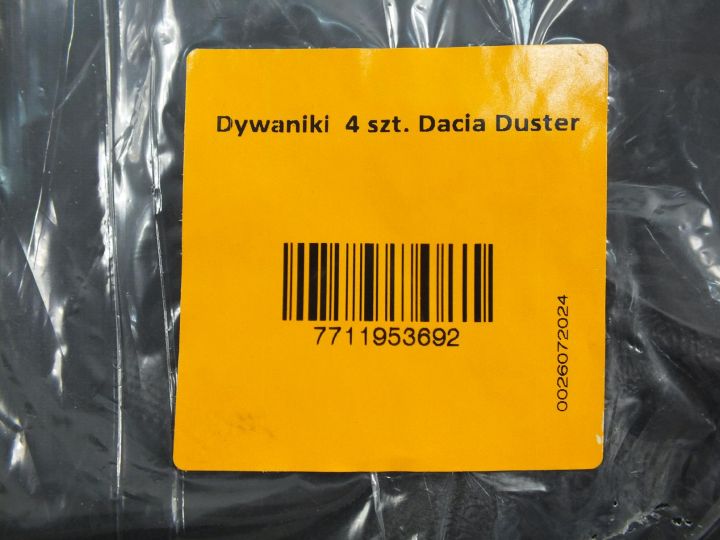 Dywaniki 4 szt. Dacia Duster
7711953692
0026072024